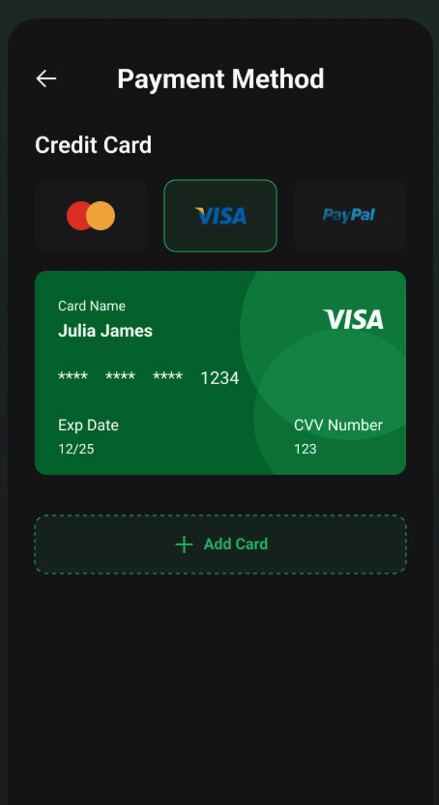 Payment Method
Credit Card
VISA
PayPal
Card Name
Julia James
VISA
**** **** **** 1234
Exp Date
CVV Number
12/25
123
+ Add Card